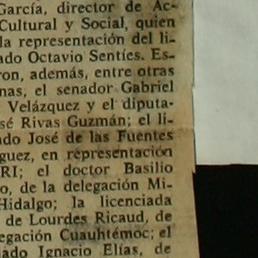 García, director de Ac-
Cultural y Social, quien
la representación del li-
ado Octavio Sentíes. Es-
ron, además, entre otras
nas, el senador Gabriel
Velázquez y el diputa-
sé Rivas Guzmán; el li-
ado José de las Fuentes
guez, en representación
RI; el doctor Basilio
o, de la delegación Mi-
Hidalgo; la licenciada
de Lourdes Ricaud, de
egación Cuauhtémoc; el
lado Ignacio Elías, de